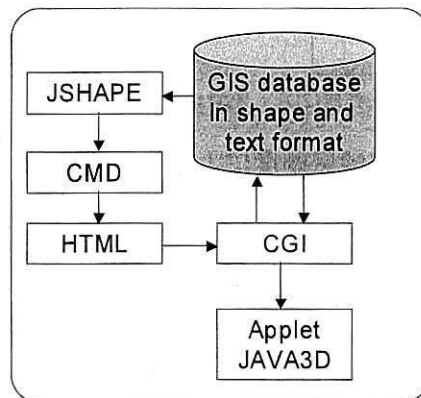 JSHAPE
GIS database
In shape and
text format
CMD
HTML
CGI
Applet
JAVA3D